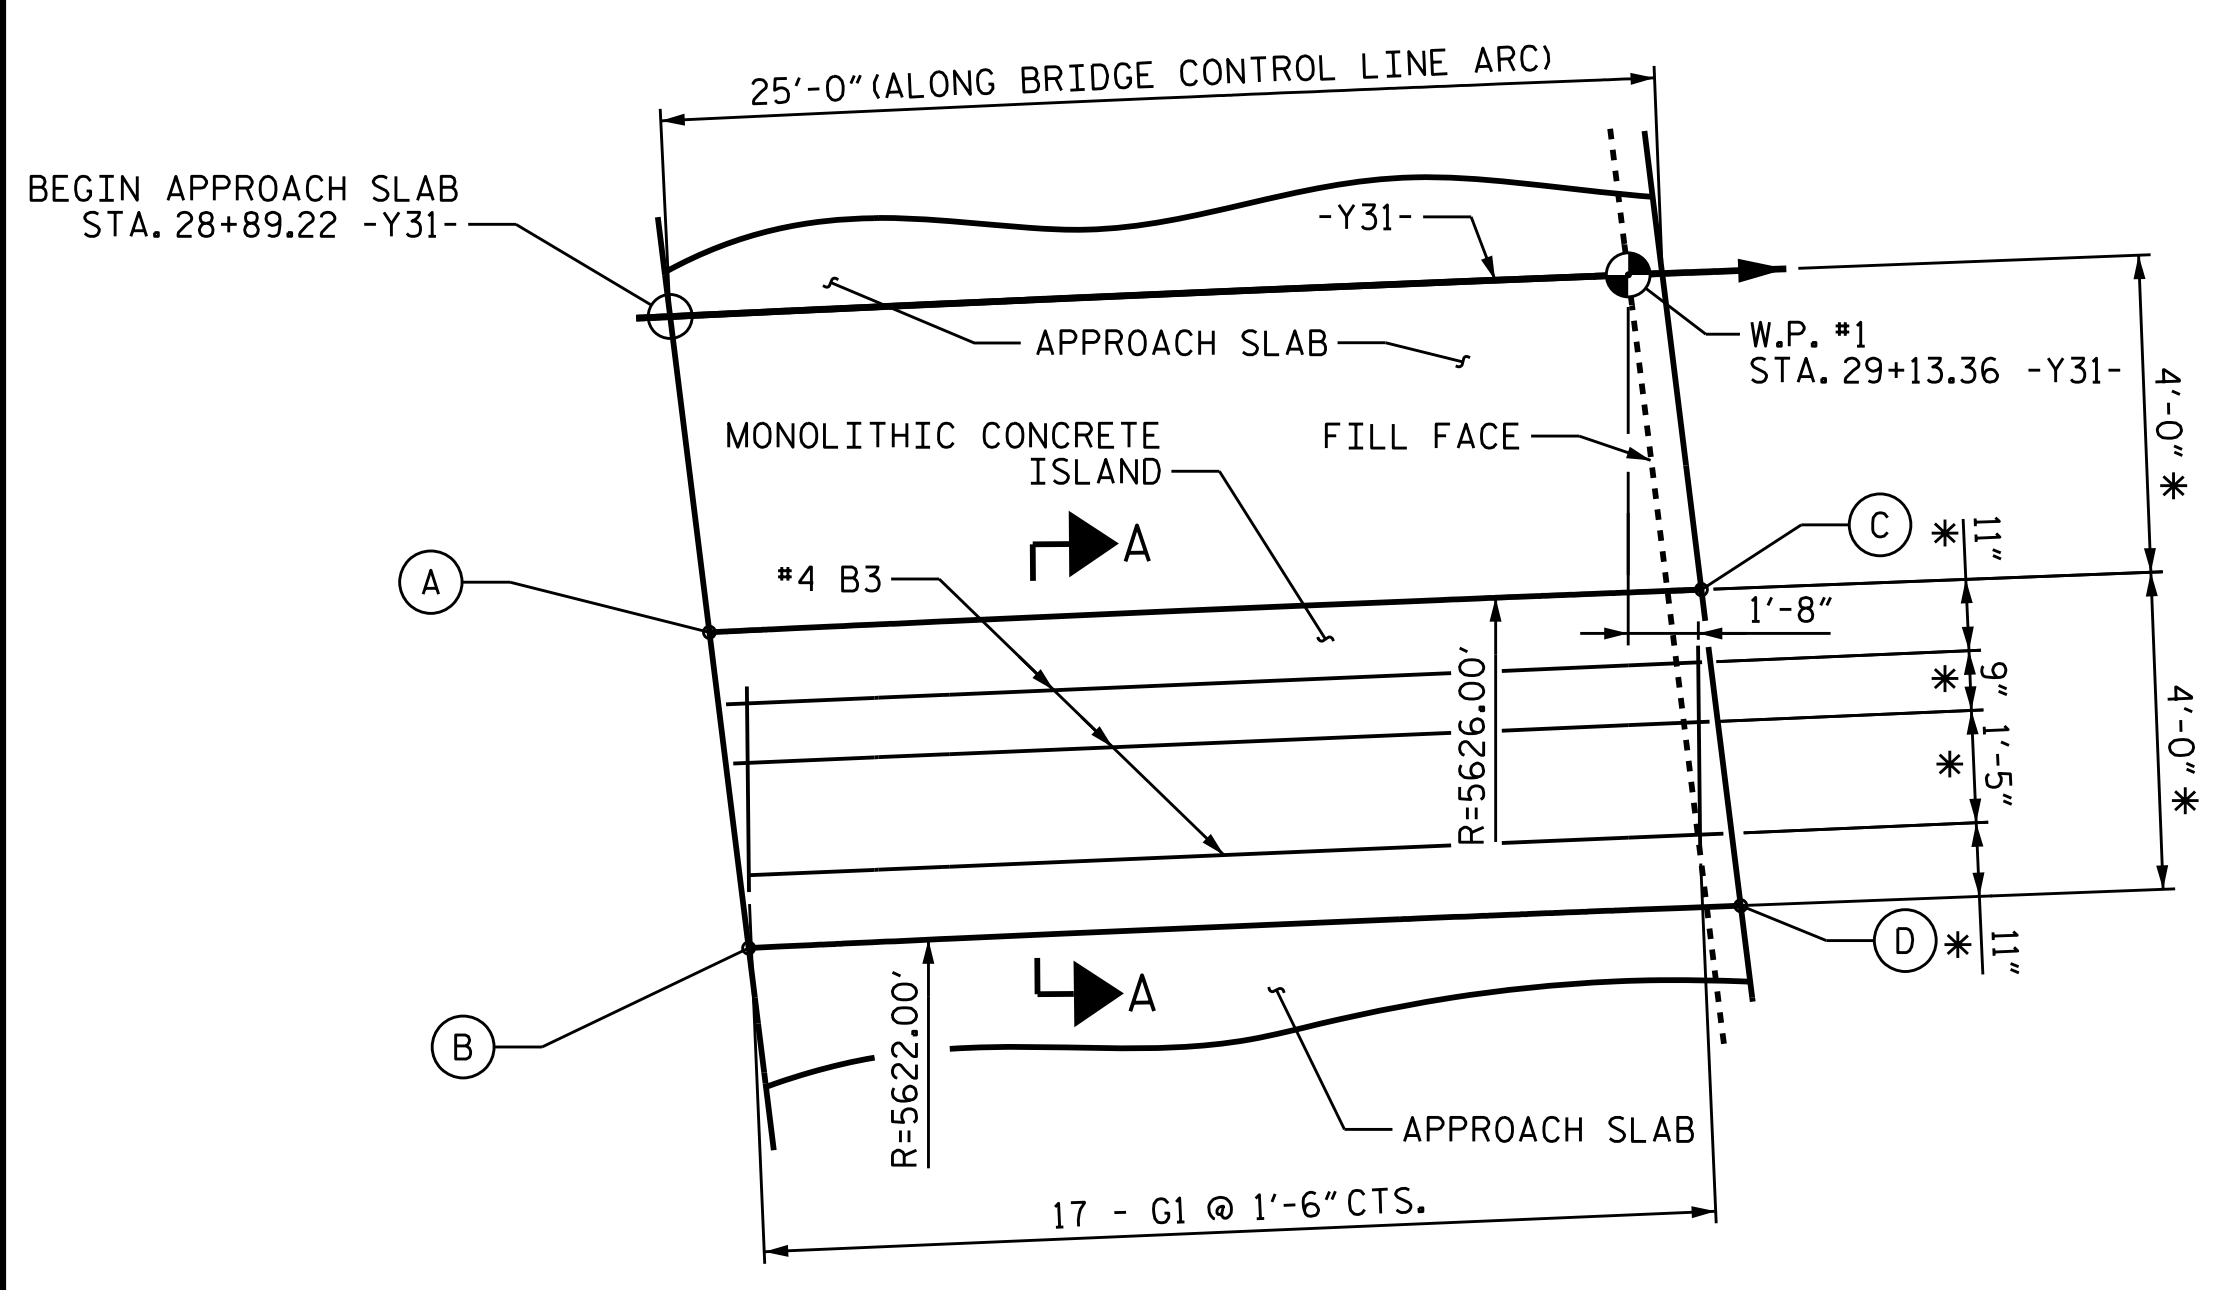 25'-0" (ALONG BRIDGE CONTROL LINE ARC)
BEGIN APPROACH SLAB
STA. 28+89.22 -Y31-
-Y31-
APPROACH SLAB
W.P. #1
STA. 29+13.36 -Y31-
4'-0" *
MONOLITHIC CONCRETE
ISLAND
FILL FACE
A
C
* 11"
#4 B3
A
1'-8"
* 9"
R=5626.00'
* 1'-5"
4'-0" *
D
* 11"
B
R=5622.00'
A
APPROACH SLAB
17 - G1 @ 1'-6" CTS.